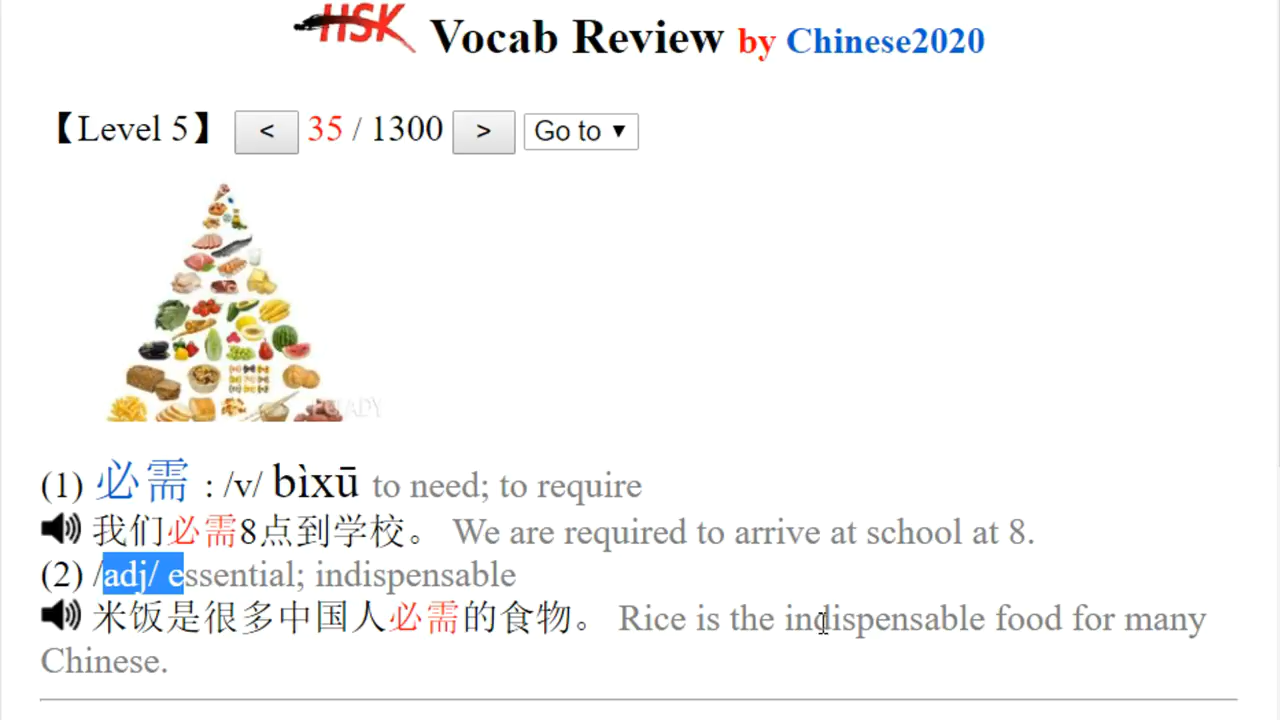 HSK Vocab Review by Chinese2020
【Level 5】 < 35 / 1300 > Go to ▼
(1) 必需 : /v/ bìxū to need; to require
我们必需8点到学校。 We are required to arrive at school at 8.
(2) /adj/ essential; indispensable
米饭是很多中国人必需的食物。 Rice is the indispensable food for many
Chinese.